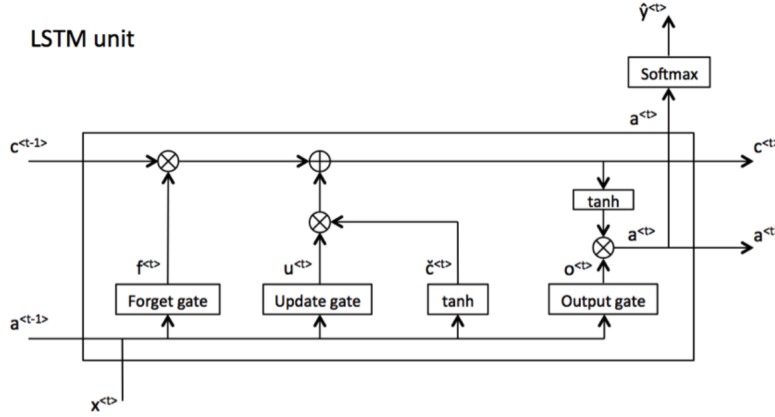 ŷ<t>
LSTM unit
Softmax
a<t>
c<t-1>
c<t>
tanh
a<t>
a<t>
f<t>
u<t>
č<t>
o<t>
Forget gate
Update gate
tanh
Output gate
a<t-1>
x<t>